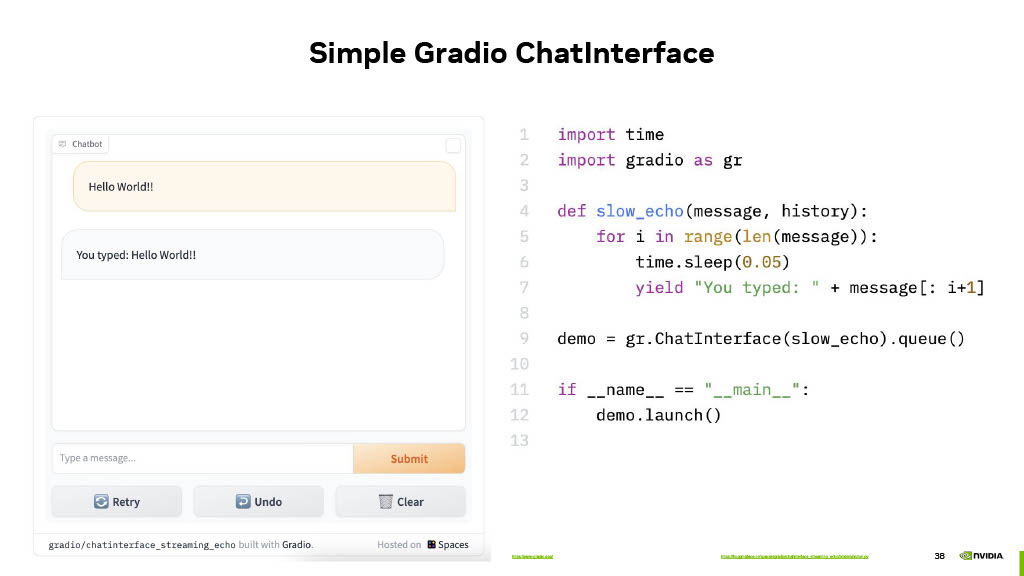 Simple Gradio ChatInterface
Chatbot
Hello World!!
You typed: Hello World!!
Type a message...
Submit
Retry
Undo
Clear
gradio/chatinterface_streaming_echo built with Gradio.
Hosted on Spaces
1 import time
2 import gradio as gr
3
4 def slow_echo(message, history):
5     for i in range(len(message)):
6         time.sleep(0.05)
7         yield "You typed: " + message[: i+1]
8
9 demo = gr.ChatInterface(slow_echo).queue()
10
11 if __name__ == "__main__":
12     demo.launch()
13
38
NVIDIA